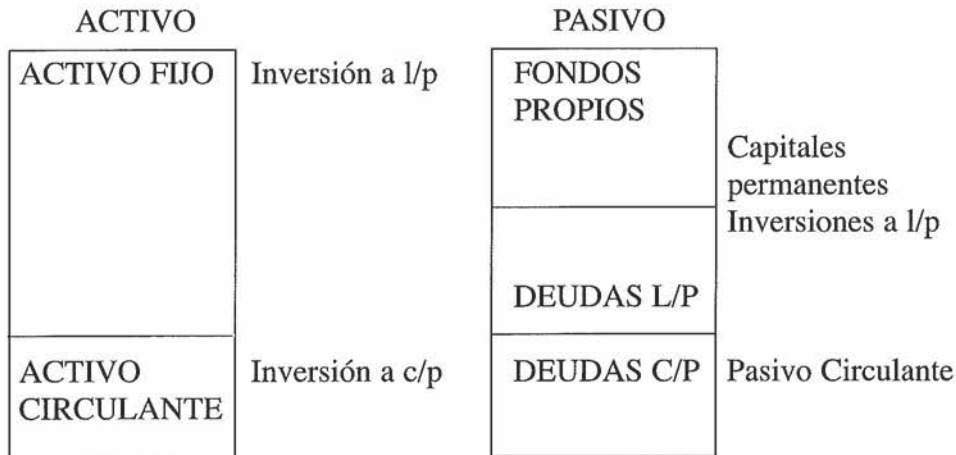 ACTIVO
ACTIVO FIJO
Inversión a l/p
ACTIVO
CIRCULANTE
Inversión a c/p
PASIVO
FONDOS
PROPIOS
Capitales
permanentes
Inversiones a l/p
DEUDAS L/P
DEUDAS C/P
Pasivo Circulante